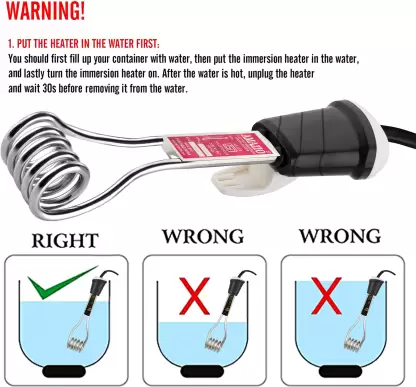 WARNING!
1. PUT THE HEATER IN THE WATER FIRST:
You should first fill up your container with water, then put the immersion heater in the water,
and lastly turn the immersion heater on. After the water is hot, unplug the heater
and wait 30s before removing it from the water.
RIGHT WRONG WRONG